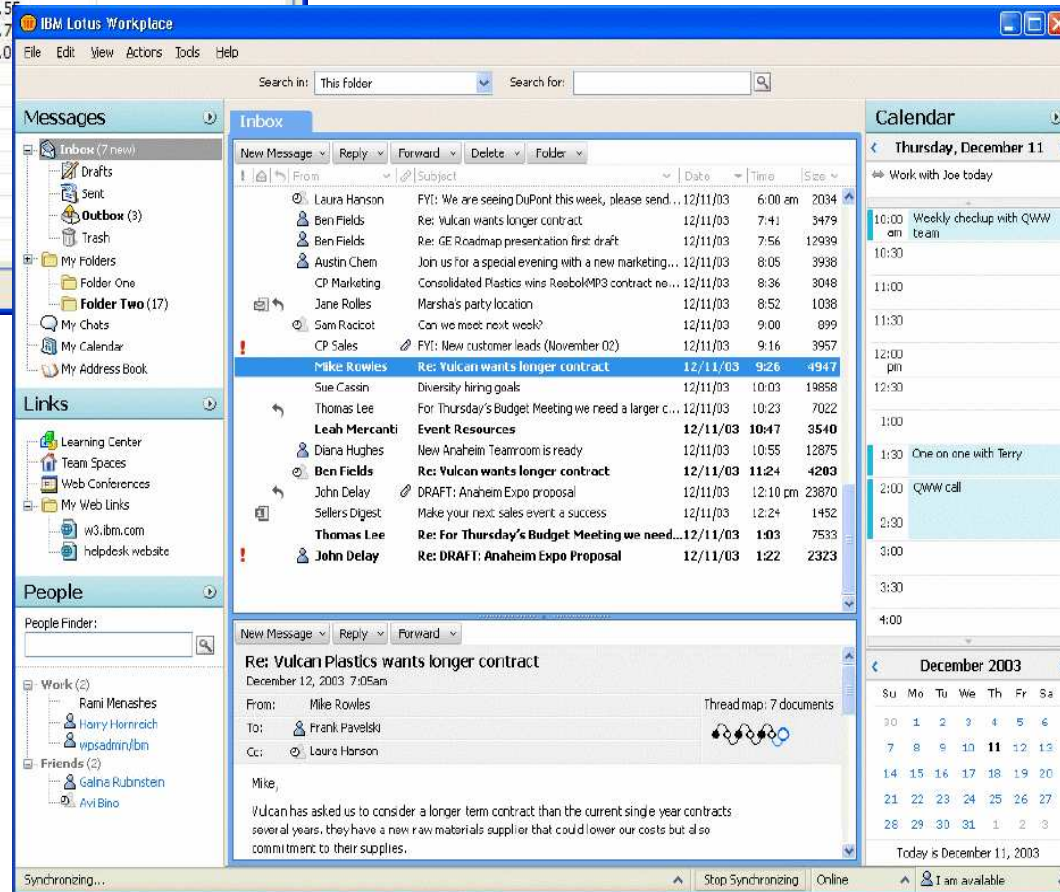 .55
.7
.0
IBM Lotus Workplace
File Edit View Actions Tools Help
Search in: This folder Search for:
Messages
Inbox (7 new)
Drafts
Sent
Outbox (3)
Trash
My Folders
Folder One
Folder Two (17)
My Chats
My Calendar
My Address Book
Links
Learning Center
Team Spaces
Web Conferences
My Web Links
w3.ibm.com
helpdesk website
People
People Finder:
Work (2)
Rami Menashes
Harry Hornreich
wpsadmin/ibm
Friends (2)
Galina Rubinstein
Avi Bino
Inbox
New Message Reply Forward Delete Folder
! From Subject Date Time Size
Laura Hanson FYI: We are seeing DuPont this week, please send... 12/11/03 6:00 am 2034
Ben Fields Re: Vulcan wants longer contract 12/11/03 7:41 3479
Ben Fields Re: GE Roadmap presentation first draft 12/11/03 7:56 12939
Austin Chem Join us for a special evening with a new marketing... 12/11/03 8:05 3938
CP Marketing Consolidated Plastics wins ReebokMP3 contract ne... 12/11/03 8:36 3048
Jane Rolles Marsha's party location 12/11/03 8:52 1038
Sam Racicot Can we meet next week? 12/11/03 9:00 899
! CP Sales FYI: New customer leads (November 02) 12/11/03 9:16 3957
Mike Rowles Re: Vulcan wants longer contract 12/11/03 9:26 4947
Sue Cassin Diversity hiring goals 12/11/03 10:03 19858
Thomas Lee For Thursday's Budget Meeting we need a larger c... 12/11/03 10:23 7022
Leah Mercanti Event Resources 12/11/03 10:47 3540
Diana Hughes New Anaheim Teamroom is ready 12/11/03 10:55 12875
Ben Fields Re: Vulcan wants longer contract 12/11/03 11:24 4203
John Delay DRAFT: Anaheim Expo proposal 12/11/03 12:10 pm 23870
Sellers Digest Make your next sales event a success 12/11/03 12:24 1452
Thomas Lee Re: For Thursday's Budget Meeting we need... 12/11/03 1:03 7533
! John Delay Re: DRAFT: Anaheim Expo Proposal 12/11/03 1:22 2323
New Message Reply Forward
Re: Vulcan Plastics wants longer contract
December 12, 2003 7:05am
From: Mike Rowles Thread map: 7 documents
To: Frank Pavelski
Cc: Laura Hanson
Mike,
Vulcan has asked us to consider a longer term contract than the current single year contracts
several years. they have a new raw materials supplier that could lower our costs but also
commitment to their supplies.
Calendar
Thursday, December 11
Work with Joe today
10:00 Weekly checkup with QWW
am team
10:30
11:00
11:30
12:00
pm
12:30
1:00
1:30 One on one with Terry
2:00 QWW call
2:30
3:00
3:30
4:00
December 2003
Su Mo Tu We Th Fr Sa
30 1 2 3 4 5 6
7 8 9 10 11 12 13
14 15 16 17 18 19 20
21 22 23 24 25 26 27
28 29 30 31 1 2 3
Today is December 11, 2003
Synchronizing... Stop Synchronizing Online I am available